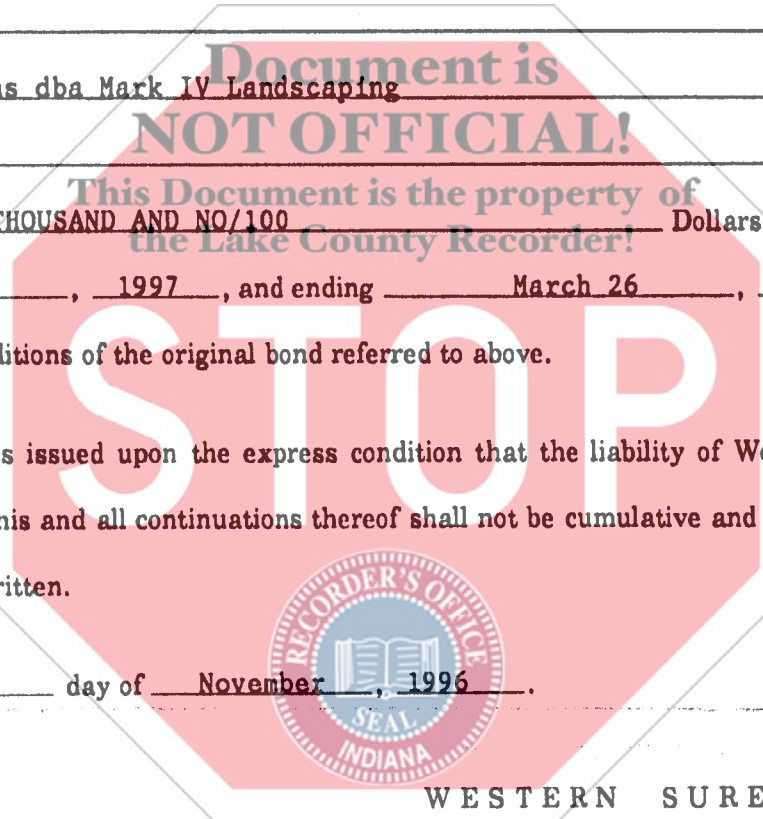 Document is
as dba Mark IV Landscaping
NOT OFFICIAL!
This Document is the property of
THOUSAND AND NO/100 Dollars
the Lake County Recorder!
, 1997 , and ending March 26 ,
ditions of the original bond referred to above.
STOP
s issued upon the express condition that the liability of We
his and all continuations thereof shall not be cumulative and
ritten.
RECORDER'S OFFICE
day of November , 1996 .
SEAL
INDIANA
WESTERN SURE